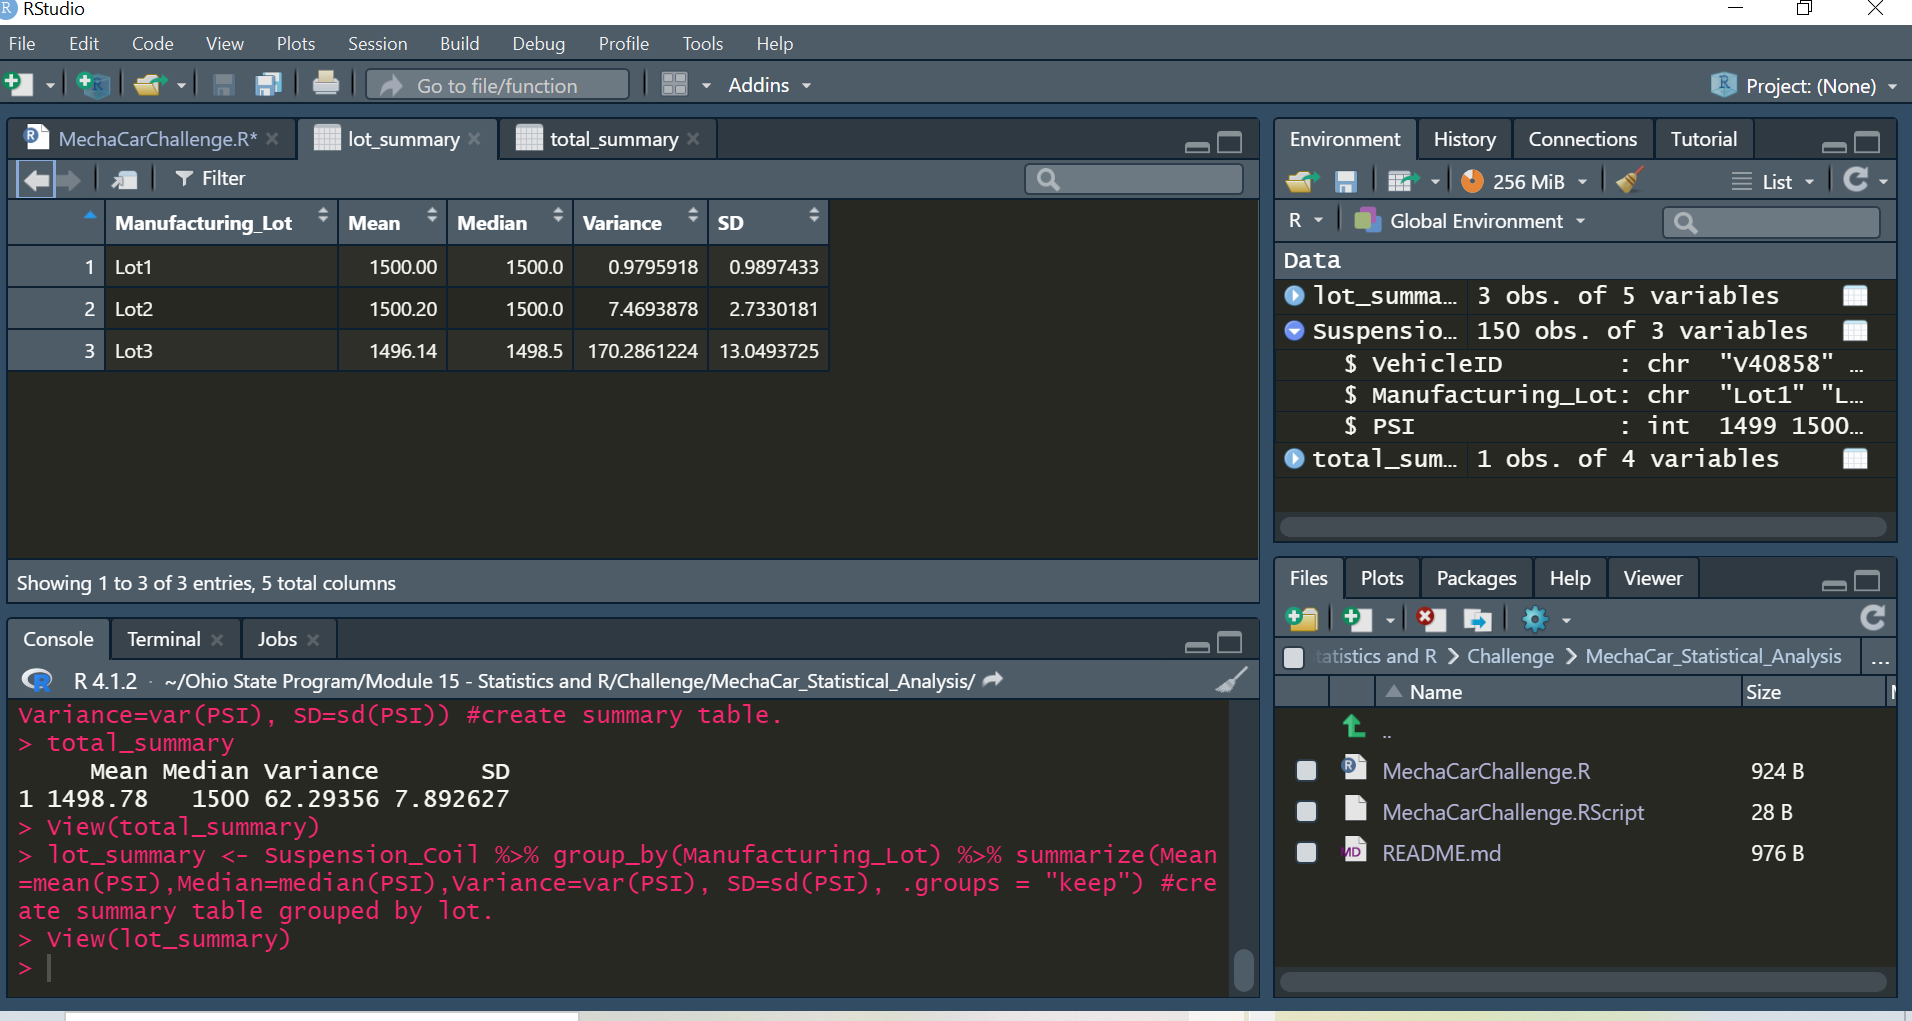 RStudio
File Edit Code View Plots Session Build Debug Profile Tools Help
Go to file/function Addins Project: (None)
MechaCarChallenge.R* lot_summary total_summary
Filter
Manufacturing_Lot Mean Median Variance SD
1 Lot1 1500.00 1500.0 0.9795918 0.9897433
2 Lot2 1500.20 1500.0 7.4693878 2.7330181
3 Lot3 1496.14 1498.5 170.2861224 13.0493725
Showing 1 to 3 of 3 entries, 5 total columns
Console Terminal Jobs
R 4.1.2 · ~/Ohio State Program/Module 15 - Statistics and R/Challenge/MechaCar_Statistical_Analysis/
Variance=var(PSI), SD=sd(PSI)) #create summary table.
> total_summary
Mean Median Variance SD
1 1498.78 1500 62.29356 7.892627
> View(total_summary)
> lot_summary <- Suspension_Coil %>% group_by(Manufacturing_Lot) %>% summarize(Mean
=mean(PSI),Median=median(PSI),Variance=var(PSI), SD=sd(PSI), .groups = "keep") #cre
ate summary table grouped by lot.
> View(lot_summary)
>
Environment History Connections Tutorial
256 MiB List
R Global Environment
Data
lot_summa… 3 obs. of 5 variables
Suspensio… 150 obs. of 3 variables
$ VehicleID : chr "V40858" …
$ Manufacturing_Lot: chr "Lot1" "L…
$ PSI : int 1499 1500…
total_sum… 1 obs. of 4 variables
Files Plots Packages Help Viewer
tatistics and R > Challenge > MechaCar_Statistical_Analysis ...
Name Size
..
MechaCarChallenge.R 924 B
MechaCarChallenge.RScript 28 B
README.md 976 B